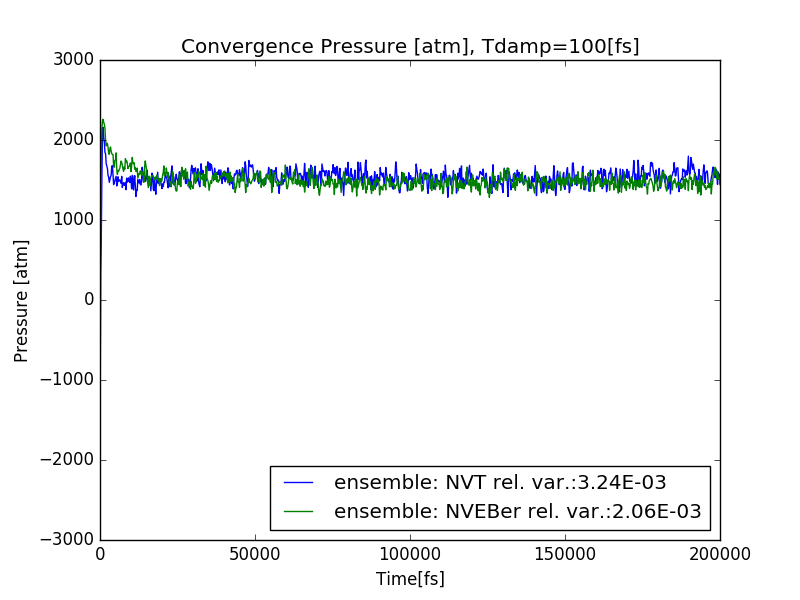 Convergence Pressure [atm], Tdamp=100[fs]
3000
2000
1000
0
−1000
−2000
−3000
Pressure [atm]
ensemble: NVT rel. var.:3.24E-03
ensemble: NVEBer rel. var.:2.06E-03
0 50000 100000 150000 200000
Time[fs]